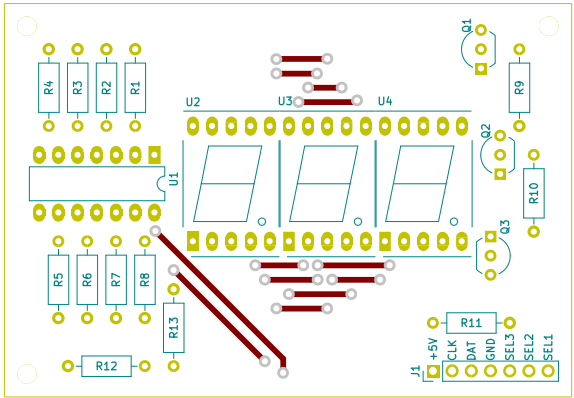 Q1
R4
R3
R2
R1
R9
U2
U3
U4
Q2
U1
R10
Q3
R5
R6
R7
R8
R13
R11
R12
J1
+5V
CLK
DAT
GND
SEL3
SEL2
SEL1